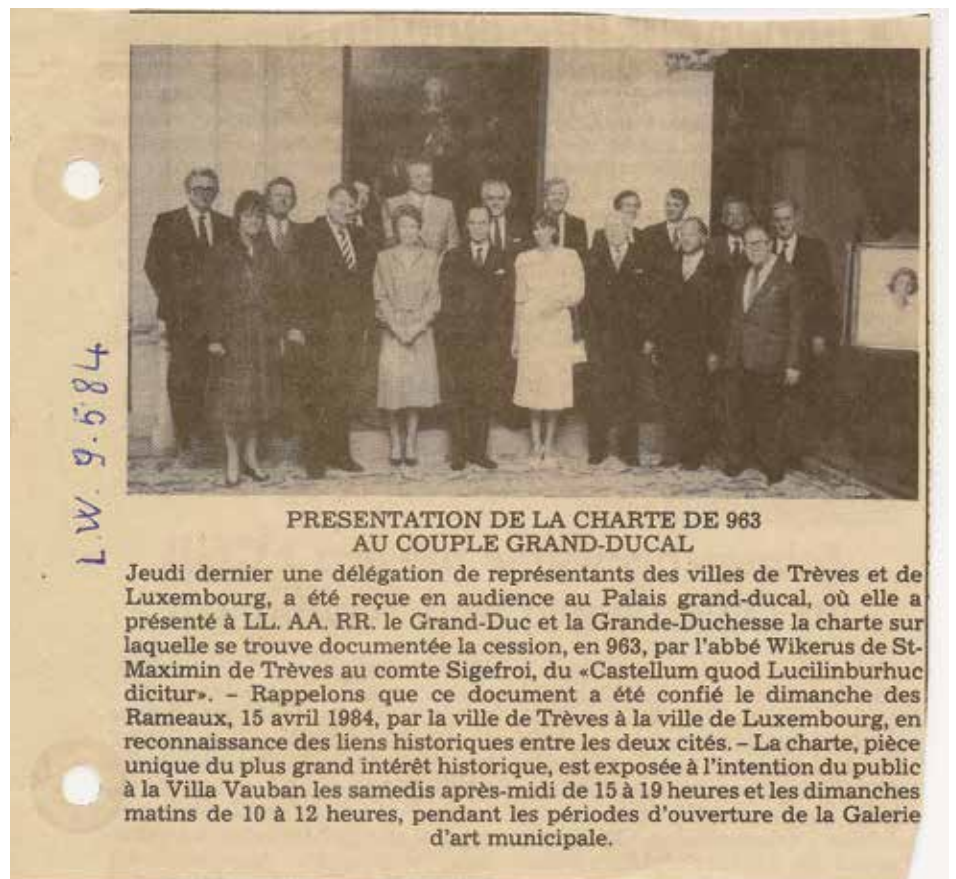 L.W. 9.5 84
PRESENTATION DE LA CHARTE DE 963
AU COUPLE GRAND-DUCAL
Jeudi dernier une délégation de représentants des villes de Trèves et de
Luxembourg, a été reçue en audience au Palais grand-ducal, où elle a
présenté à LL. AA. RR. le Grand-Duc et la Grande-Duchesse la charte sur
laquelle se trouve documentée la cession, en 963, par l'abbé Wikerus de St-
Maximin de Trèves au comte Sigefroi, du «Castellum quod Lucilinburhuc
dicitur». – Rappelons que ce document a été confié le dimanche des
Rameaux, 15 avril 1984, par la ville de Trèves à la ville de Luxembourg, en
reconnaissance des liens historiques entre les deux cités. – La charte, pièce
unique du plus grand intérêt historique, est exposée à l'intention du public
à la Villa Vauban les samedis après-midi de 15 à 19 heures et les dimanches
matins de 10 à 12 heures, pendant les périodes d'ouverture de la Galerie
d'art municipale.